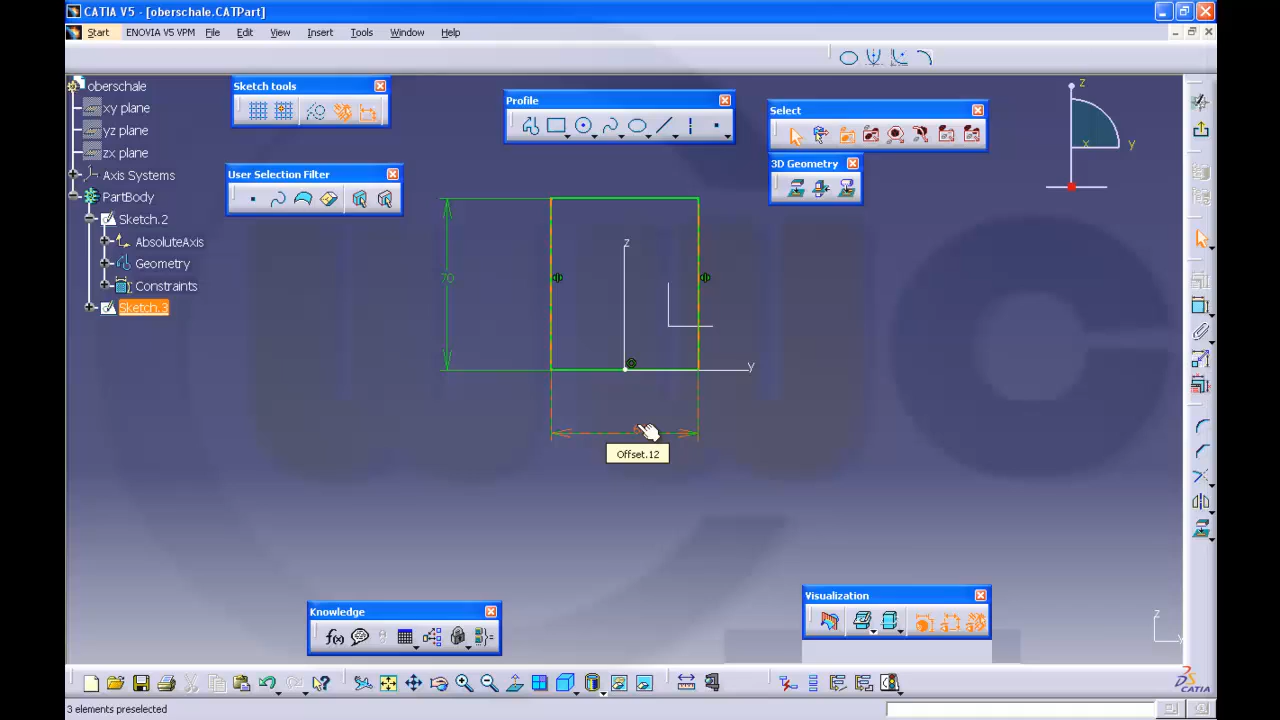 CATIA V5 - [oberschale.CATPart]
Start ENOVIA V5 VPM File Edit View Insert Tools Window Help
oberschale
xy plane
yz plane
zx plane
Axis Systems
PartBody
Sketch.2
AbsoluteAxis
Geometry
Constraints
Sketch.3
Sketch tools
User Selection Filter
Profile
Select
3D Geometry
z
x
y
70
z
y
Offset.12
Knowledge
f(x)
Visualization
z
y
CATIA
3 elements preselected